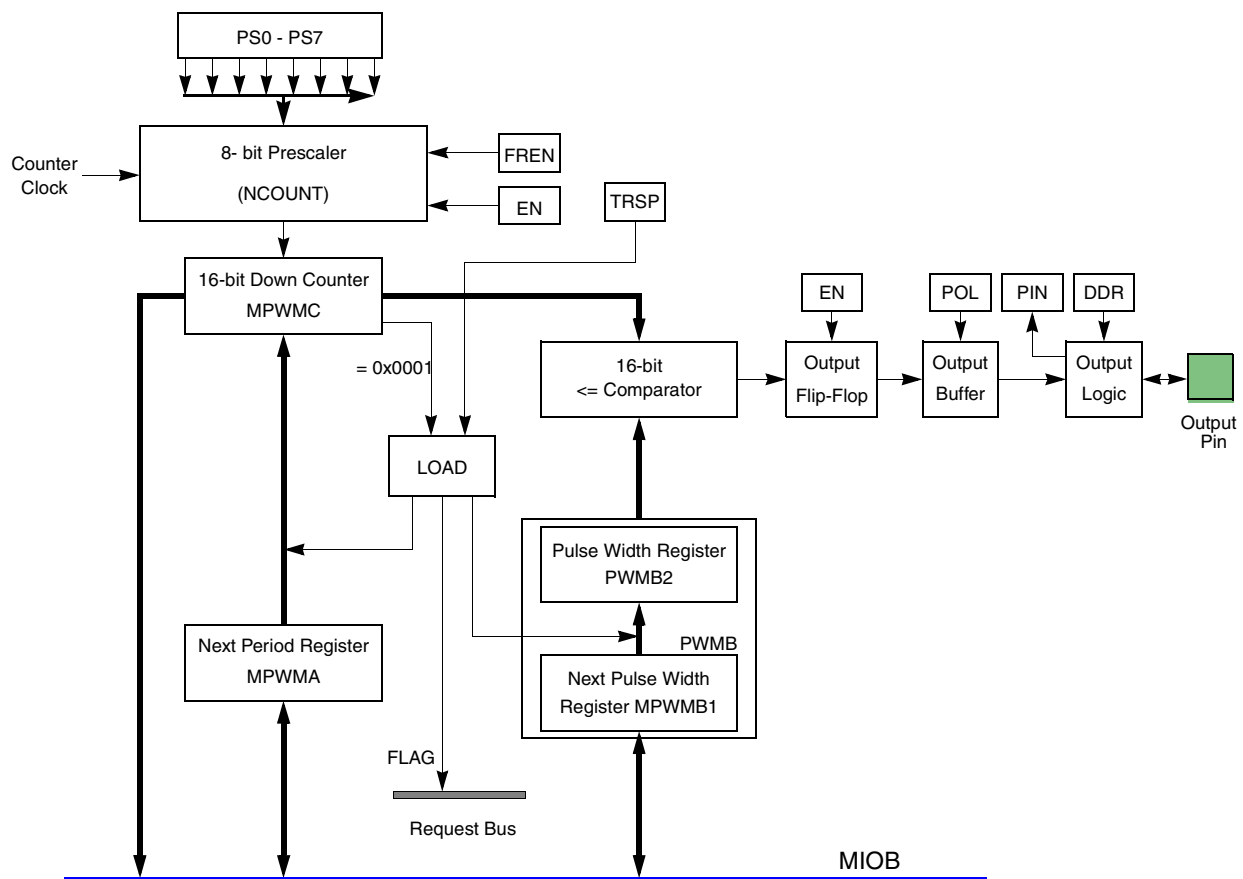 PS0 - PS7
8- bit Prescaler
(NCOUNT)
Counter
Clock
FREN
EN
TRSP
16-bit Down Counter
MPWMC
= 0x0001
EN
POL
PIN
DDR
16-bit
<= Comparator
Output
Flip-Flop
Output
Buffer
Output
Logic
Output
Pin
LOAD
Pulse Width Register
PWMB2
PWMB
Next Pulse Width
Register MPWMB1
Next Period Register
MPWMA
FLAG
Request Bus
MIOB